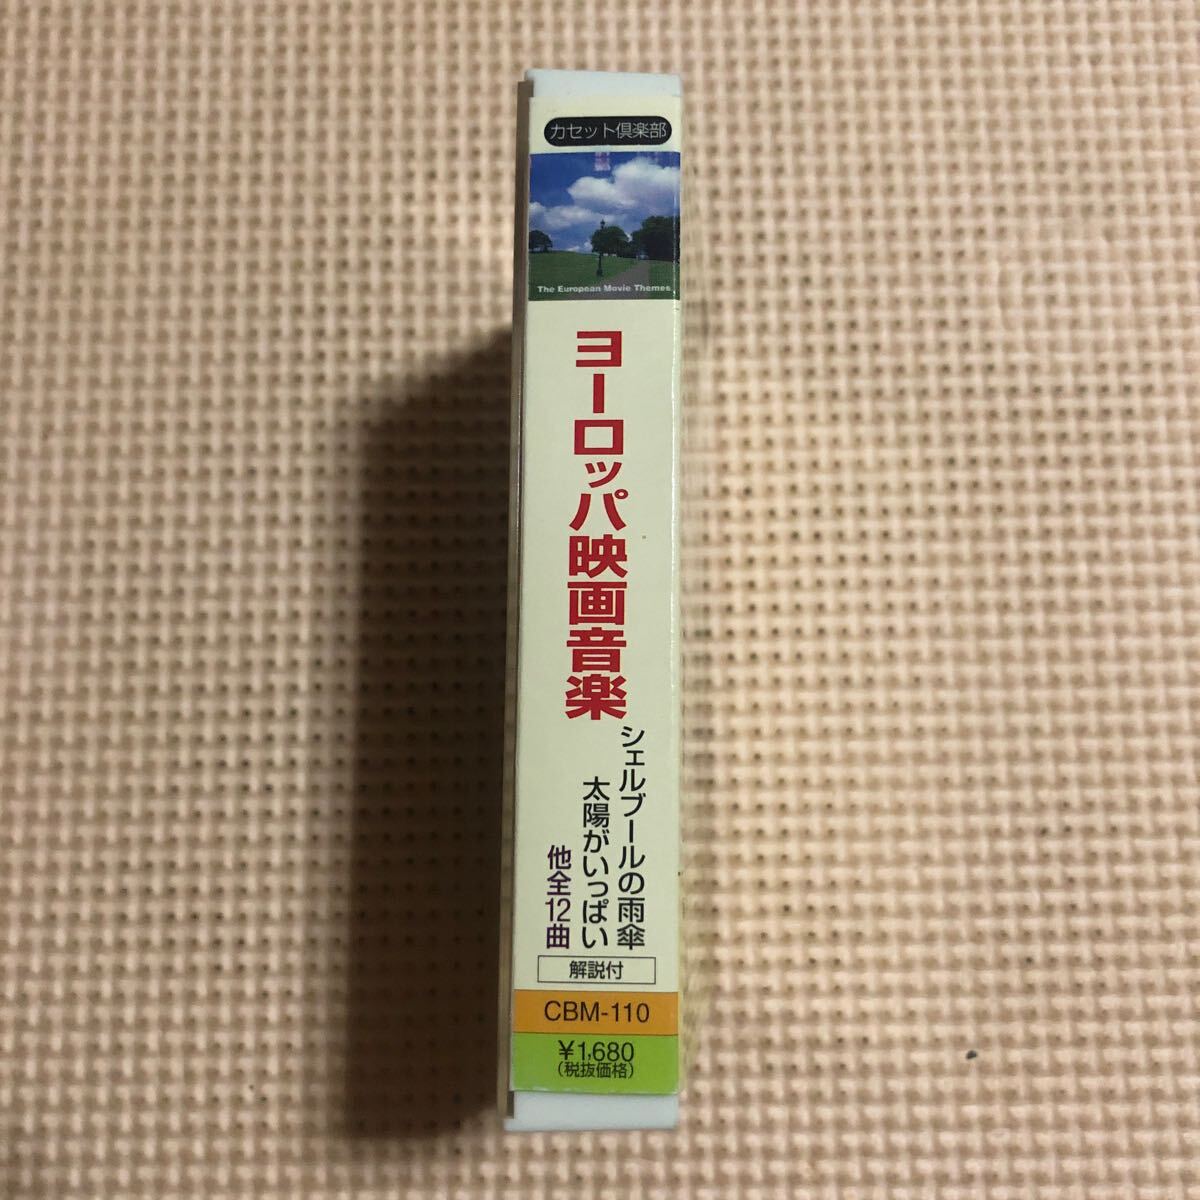 カセット倶楽部
The European Movie Themes
ヨーロッパ映画音楽
シェルブールの雨傘
太陽がいっぱい
他全12曲
解説付
CBM-110
¥1,680
(税抜価格)